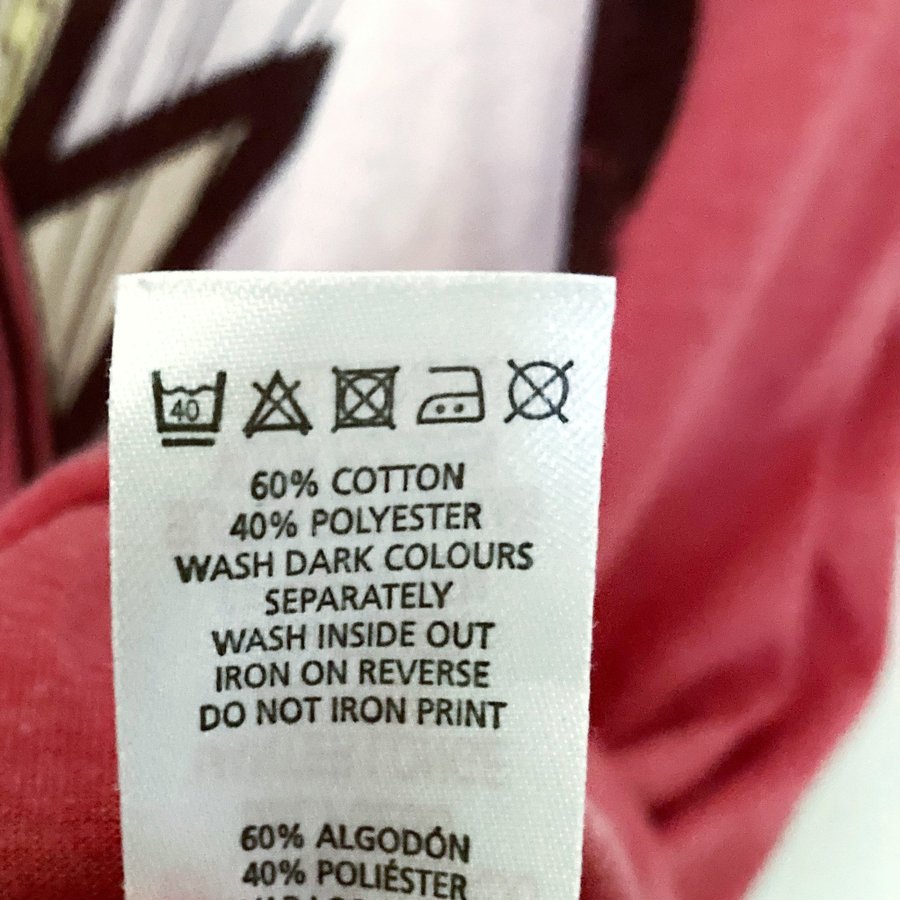 40
60% COTTON
40% POLYESTER
WASH DARK COLOURS
SEPARATELY
WASH INSIDE OUT
IRON ON REVERSE
DO NOT IRON PRINT
60% ALGODÓN
40% POLIÉSTER